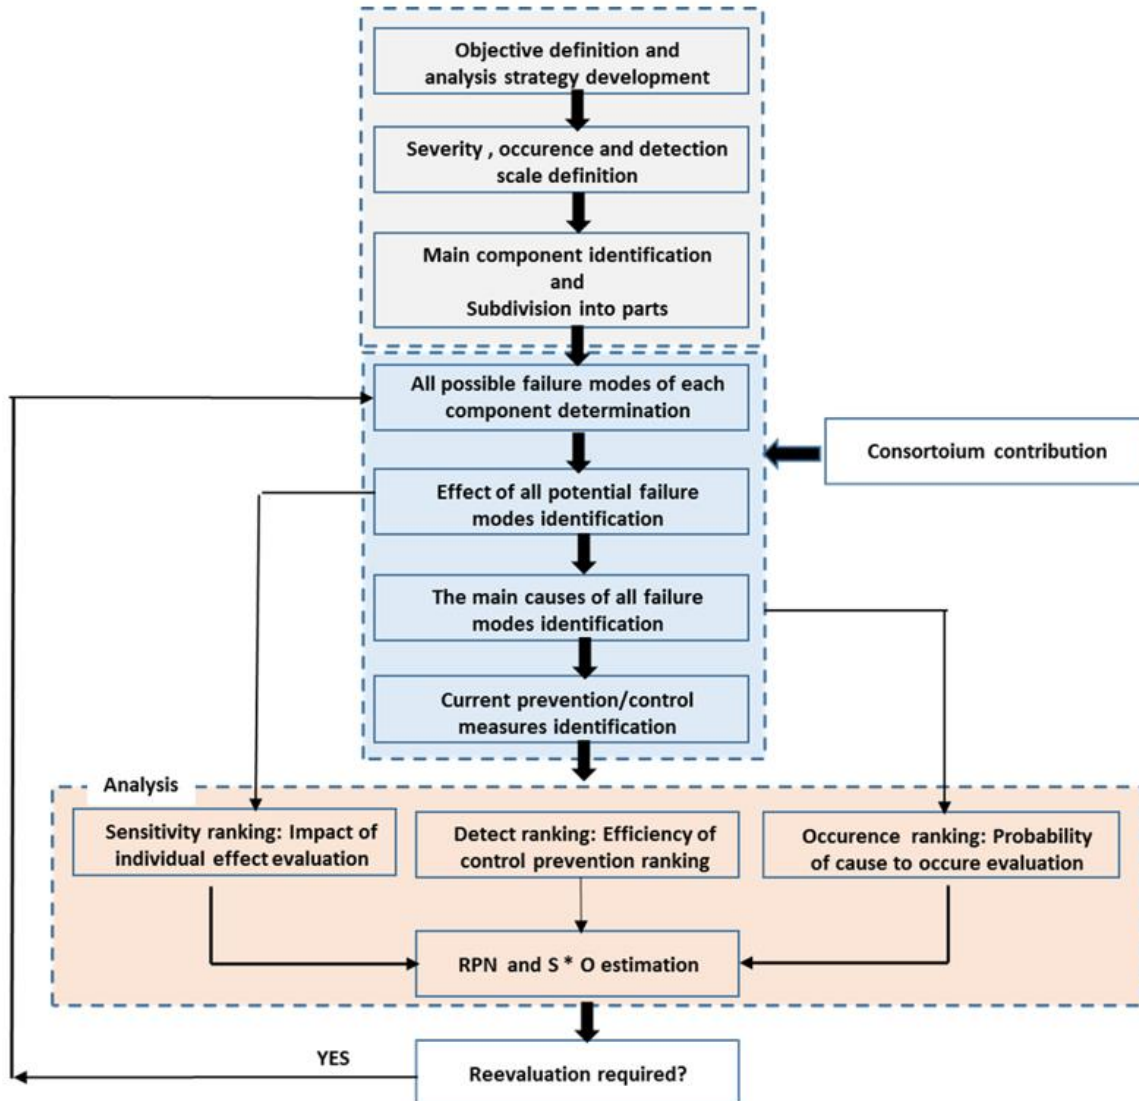 Objective definition and
analysis strategy development
Severity , occurence and detection
scale definition
Main component identification
and
Subdivision into parts
All possible failure modes of each
component determination
Consortoium contribution
Effect of all potential failure
modes identification
The main causes of all failure
modes identification
Current prevention/control
measures identification
Analysis
Sensitivity ranking: Impact of
individual effect evaluation
Detect ranking: Efficiency of
control prevention ranking
Occurence ranking: Probability
of cause to occure evaluation
RPN and S * O estimation
YES
Reevaluation required?